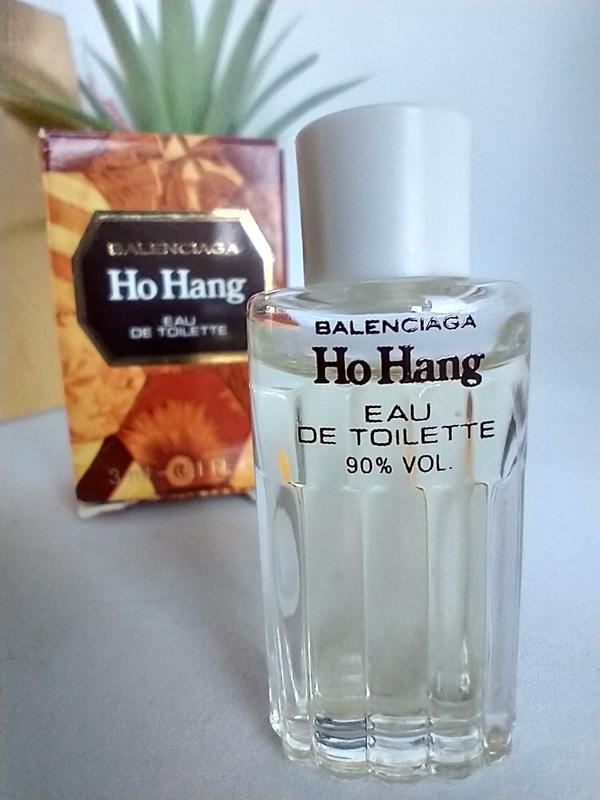 BALENCIAGA
Ho Hang
EAU
DE TOILETTE
BALENCIAGA
Ho Hang
EAU
DE TOILETTE
90% VOL.